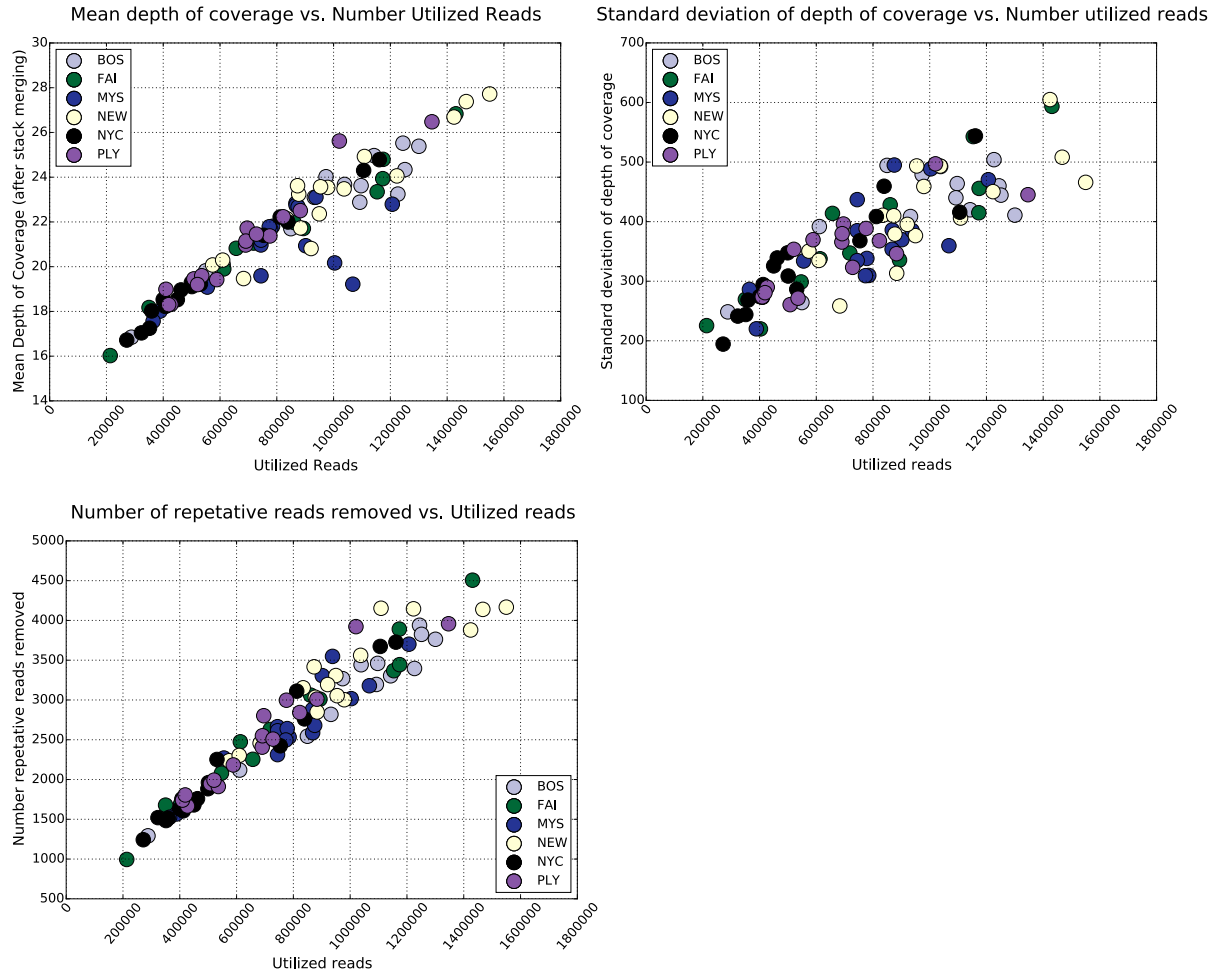 Mean depth of coverage vs. Number Utilized Reads
Mean Depth of Coverage (after stack merging)
30
28
26
24
22
20
18
16
14
BOS
FAI
MYS
NEW
NYC
PLY
0
200000
400000
600000
800000
1000000
1200000
1400000
1600000
1800000
Utilized Reads
Standard deviation of depth of coverage vs. Number utilized reads
Standard deviation of depth of coverage
700
600
500
400
300
200
100
BOS
FAI
MYS
NEW
NYC
PLY
0
200000
400000
600000
800000
1000000
1200000
1400000
1600000
1800000
Utilized reads
Number of repetative reads removed vs. Utilized reads
Number repetative reads removed
5000
4500
4000
3500
3000
2500
2000
1500
1000
500
BOS
FAI
MYS
NEW
NYC
PLY
0
200000
400000
600000
800000
1000000
1200000
1400000
1600000
1800000
Utilized reads